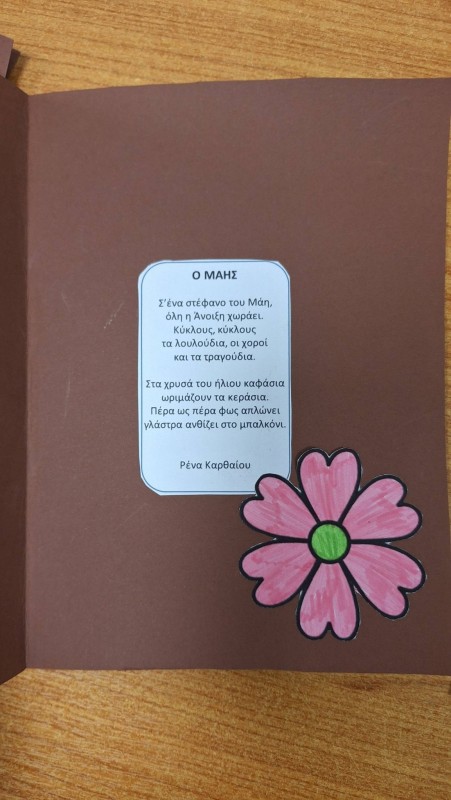 Ο ΜΑΗΣ
Σ'ένα στέφανο του Μάη,
όλη η Άνοιξη χωράει.
Κύκλους, κύκλους
τα λουλούδια, οι χοροί
και τα τραγούδια.
Στα χρυσά του ήλιου καφάσια
ωριμάζουν τα κεράσια.
Πέρα ως πέρα φως απλώνει
γλάστρα ανθίζει στο μπαλκόνι.
Ρένα Καρθαίου